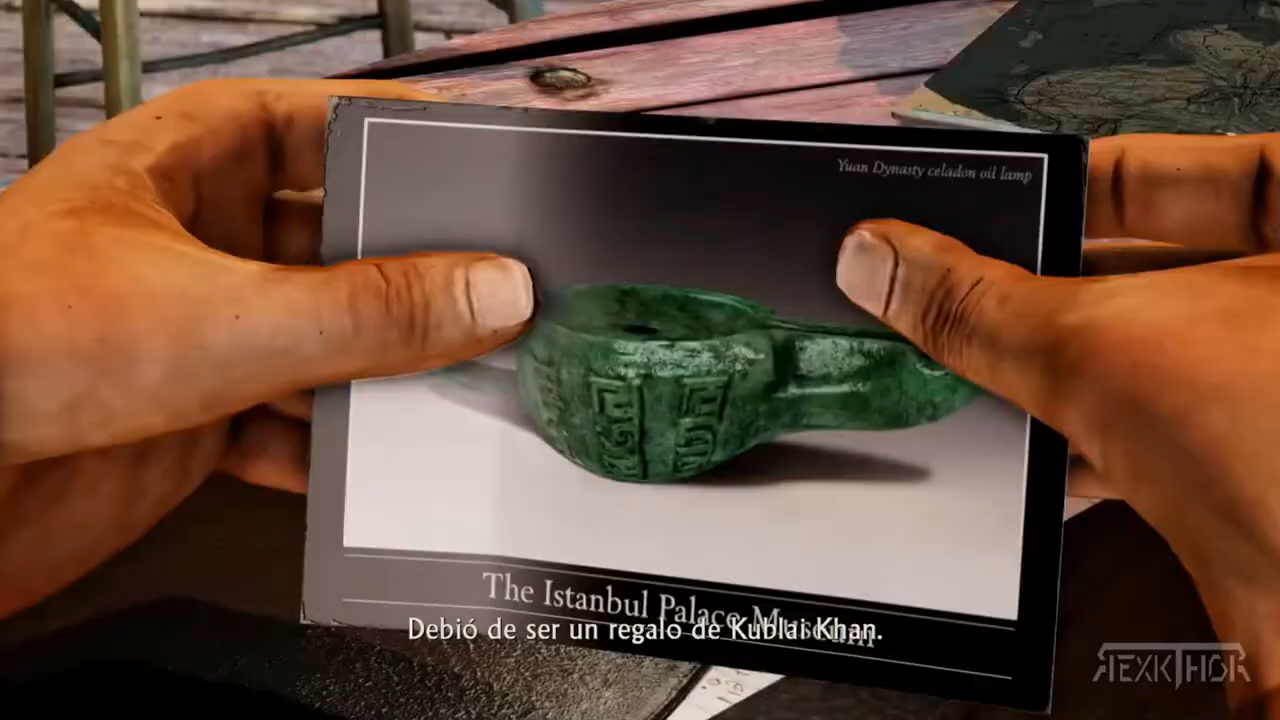 Yuan Dynasty celadon oil lamp
The Istanbul Palace Museum
Debió de ser un regalo de Kublai Khan.
REXKTHOR